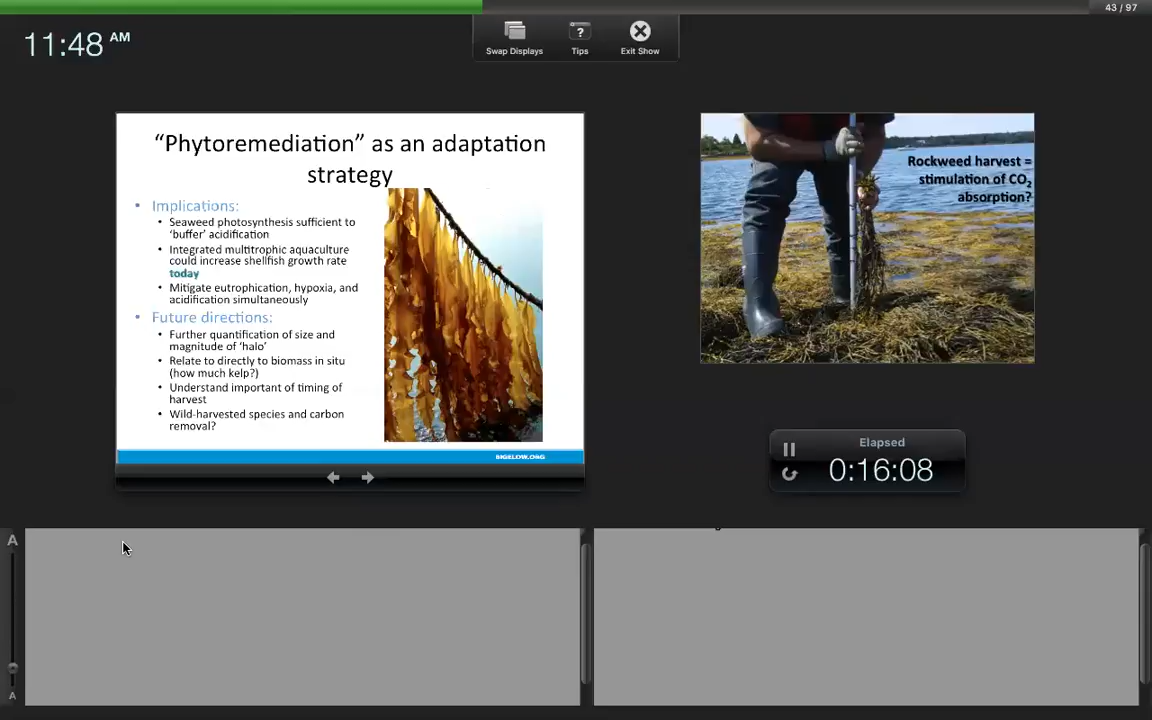 43 / 97
11:48 AM
Swap Displays
?
Tips
Exit Show
“Phytoremediation” as an adaptation
strategy
• Implications:
• Seaweed photosynthesis sufficient to
‘buffer’ acidification
• Integrated multitrophic aquaculture
could increase shellfish growth rate
today
• Mitigate eutrophication, hypoxia, and
acidification simultaneously
• Future directions:
• Further quantification of size and
magnitude of ‘halo’
• Relate to directly to biomass in situ
(how much kelp?)
• Understand important of timing of
harvest
• Wild-harvested species and carbon
removal?
BIGELOW.ORG
Rockweed harvest =
stimulation of CO₂
absorption?
Elapsed
0:16:08
A
A